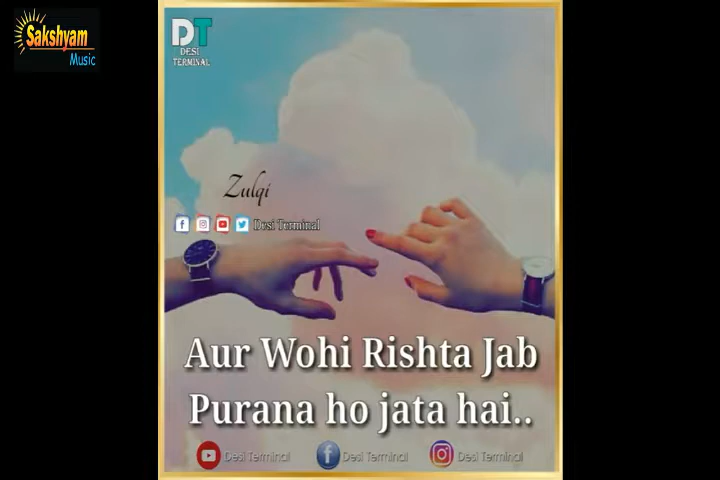 Sakshyam
Music
DT
DESI
TERMINAL
Zulqi
Desi Terminal
Aur Wohi Rishta Jab
Purana ho jata hai..
Desi Terminal
Desi Terminal
Desi Terminal